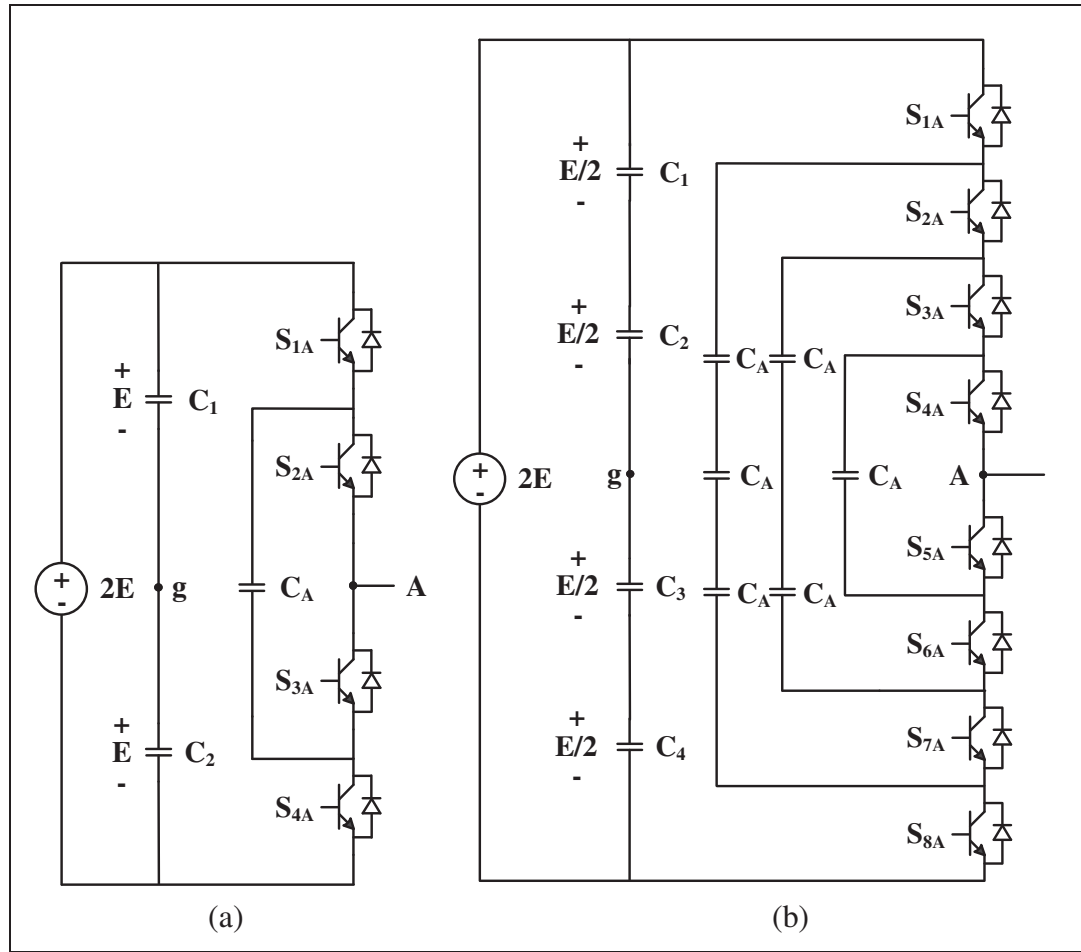 S1A
+
E
-
C1
S2A
+
-
2E
g
CA
A
S3A
+
E
-
C2
S4A
(a)
S1A
+
E/2
-
C1
S2A
+
E/2
-
C2
S3A
CA
CA
S4A
+
-
2E
g
CA
CA
A
S5A
+
E/2
-
C3
CA
CA
S6A
+
E/2
-
C4
S7A
S8A
(b)